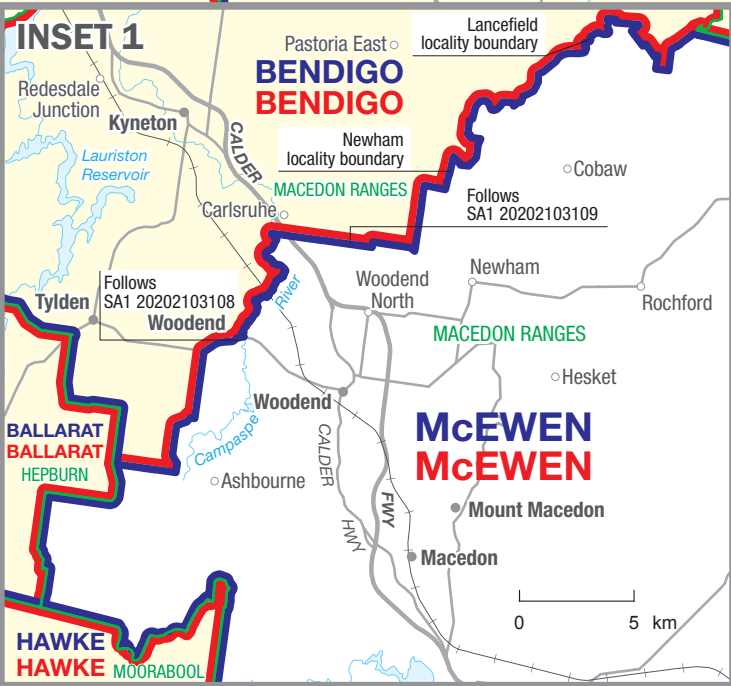 INSET 1
Lancefield
locality boundary
Pastoria East
BENDIGO
BENDIGO
Redesdale
Junction
Kyneton
CALDER
Newham
locality boundary
Lauriston
Reservoir
Cobaw
MACEDON RANGES
Follows
SA1 20202103109
Carlsruhe
Follows
SA1 20202103108
River
Woodend
North
Newham
Tylden
Woodend
Rochford
MACEDON RANGES
Hesket
Woodend
BALLARAT
BALLARAT
HEPBURN
Campaspe
CALDER
McEWEN
McEWEN
Ashbourne
FWY
Mount Macedon
HWY
Macedon
0 5 km
HAWKE
HAWKE
MOORABOOL